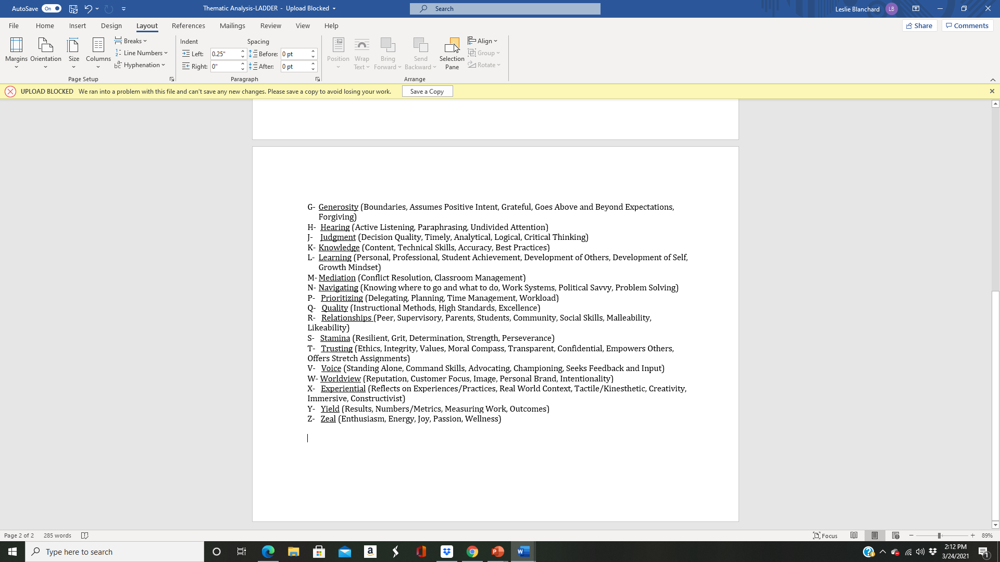 AutoSave On Thematic Analysis-LADDER - Upload Blocked Search Leslie Blanchard LB
File Home Insert Design Layout References Mailings Review View Help Share Comments
Margins Orientation Size Columns Breaks Line Numbers Hyphenation
Page Setup
Indent Spacing
Left: 0.25" Before: 0 pt
Right: 0" After: 0 pt
Paragraph
Position Wrap Text Bring Forward Send Backward Selection Pane Align Group Rotate
Arrange
UPLOAD BLOCKED We ran into a problem with this file and can't save any new changes. Please save a copy to avoid losing your work. Save a Copy
G- Generosity (Boundaries, Assumes Positive Intent, Grateful, Goes Above and Beyond Expectations,
Forgiving)
H- Hearing (Active Listening, Paraphrasing, Undivided Attention)
J- Judgment (Decision Quality, Timely, Analytical, Logical, Critical Thinking)
K- Knowledge (Content, Technical Skills, Accuracy, Best Practices)
L- Learning (Personal, Professional, Student Achievement, Development of Others, Development of Self,
Growth Mindset)
M- Mediation (Conflict Resolution, Classroom Management)
N- Navigating (Knowing where to go and what to do, Work Systems, Political Savvy, Problem Solving)
P- Prioritizing (Delegating, Planning, Time Management, Workload)
Q- Quality (Instructional Methods, High Standards, Excellence)
R- Relationships (Peer, Supervisory, Parents, Students, Community, Social Skills, Malleability,
Likeability)
S- Stamina (Resilient, Grit, Determination, Strength, Perseverance)
T- Trusting (Ethics, Integrity, Values, Moral Compass, Transparent, Confidential, Empowers Others,
Offers Stretch Assignments)
V- Voice (Standing Alone, Command Skills, Advocating, Championing, Seeks Feedback and Input)
W- Worldview (Reputation, Customer Focus, Image, Personal Brand, Intentionality)
X- Experiential (Reflects on Experiences/Practices, Real World Context, Tactile/Kinesthetic, Creativity,
Immersive, Constructivist)
Y- Yield (Results, Numbers/Metrics, Measuring Work, Outcomes)
Z- Zeal (Enthusiasm, Energy, Joy, Passion, Wellness)
Page 2 of 2 285 words Focus 89%
Type here to search 2:12 PM
3/24/2021